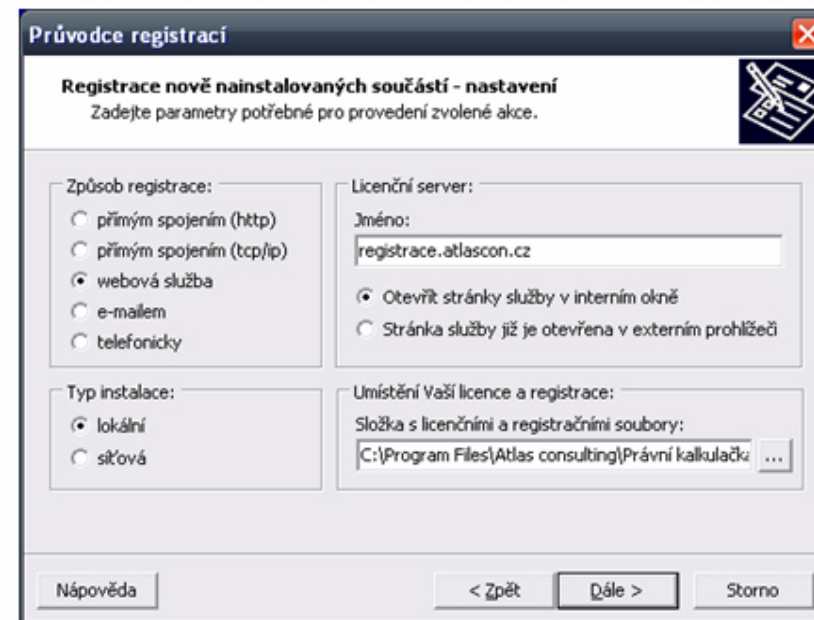 Průvodce registrací
Registrace nově nainstalovaných součástí - nastavení
Zadejte parametry potřebné pro provedení zvolené akce.
Způsob registrace:
přímým spojením (http)
přímým spojením (tcp/ip)
webová služba
e-mailem
telefonicky
Licenční server:
Jméno:
registrace.atlascon.cz
Otevřít stránky služby v interním okně
Stránka služby již je otevřena v externím prohlížeči
Typ instalace:
lokální
síťová
Umístění Vaší licence a registrace:
Složka s licenčními a registračními soubory:
C:\Program Files\Atlas consulting\Právní kalkulačka
...
Nápověda
< Zpět
Dále >
Storno